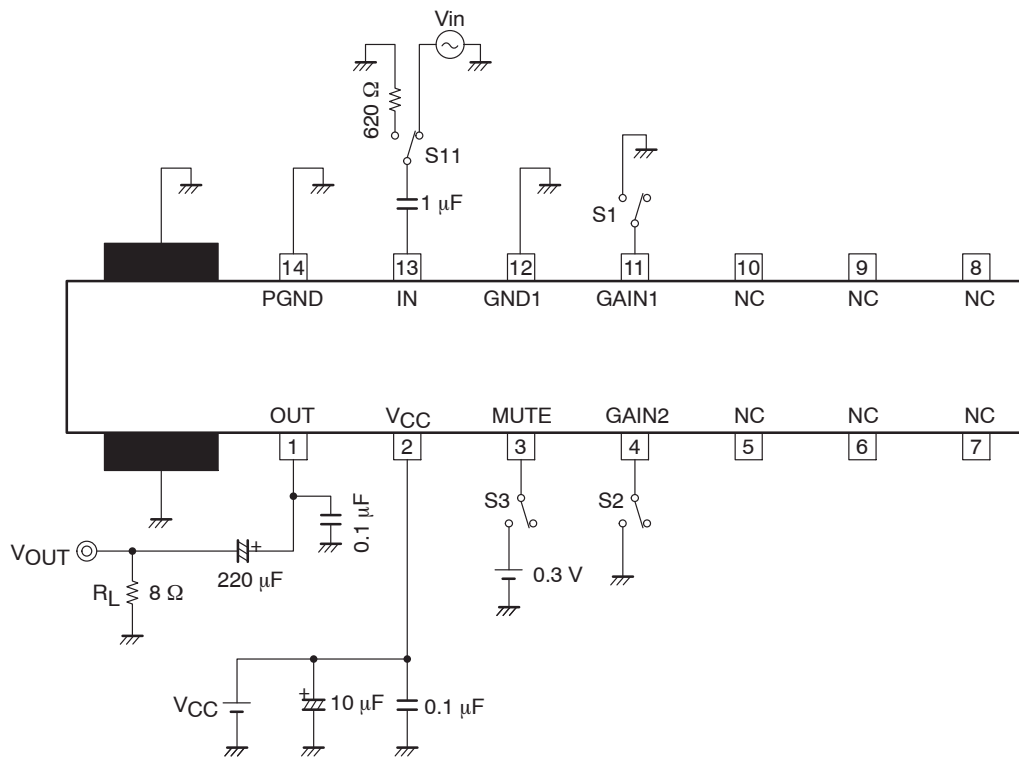 Vin
620 Ω
S11
1 μF
S1
14 13 12 11 10 9 8
PGND IN GND1 GAIN1 NC NC NC
OUT VCC MUTE GAIN2 NC NC NC
1 2 3 4 5 6 7
0.1 μF
S3
S2
VOUT
+
220 μF
0.3 V
RL
8 Ω
VCC
+
10 μF
0.1 μF